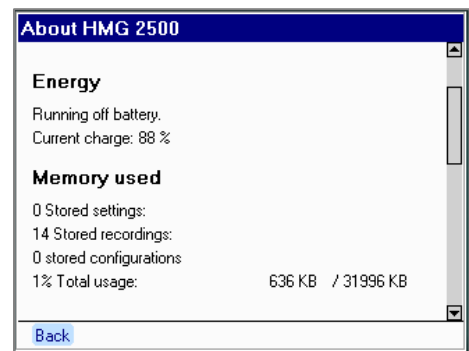 About HMG 2500
Energy
Running off battery.
Current charge: 88 %
Memory used
0 Stored settings:
14 Stored recordings:
0 stored configurations
1% Total usage: 636 KB / 31996 KB
Back